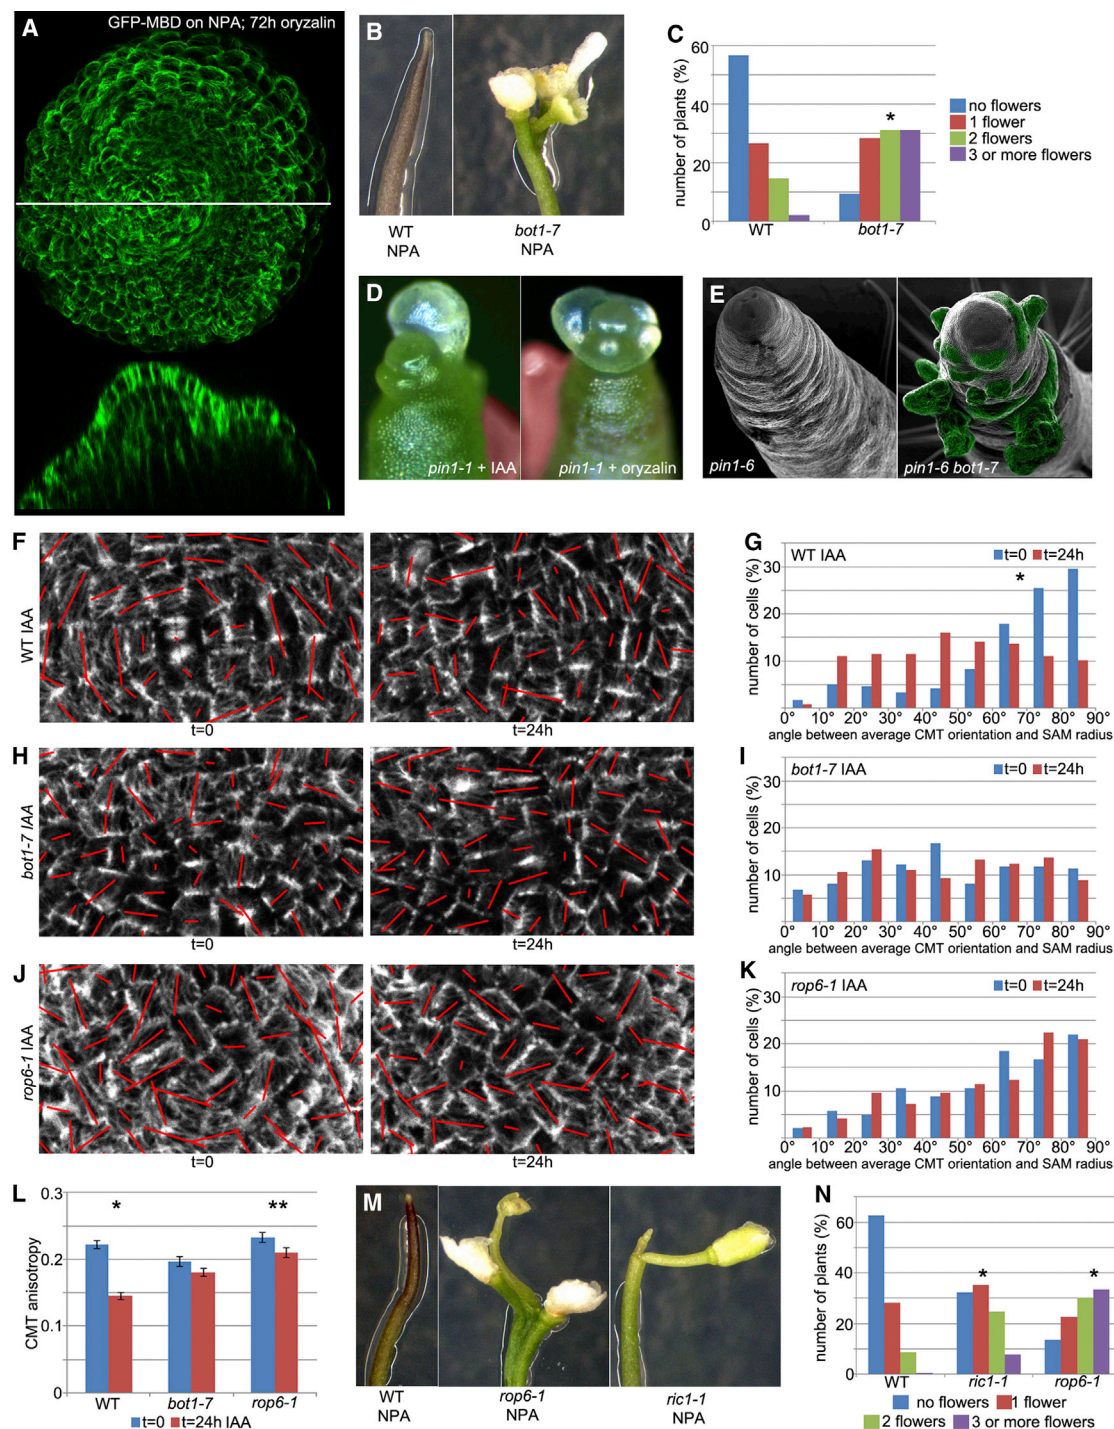 A
GFP-MBD on NPA; 72h oryzalin
B
WT
NPA
bot1-7
NPA
C
number of plants (%)
60
40
20
0
WT
bot1-7
*
no flowers
1 flower
2 flowers
3 or more flowers
D
pin1-1 + IAA
pin1-1 + oryzalin
E
pin1-6
pin1-6 bot1-7
F
WT IAA
t=0
t=24h
G
WT IAA
t=0 t=24h
*
number of cells (%)
30
20
10
0° 10° 20° 30° 40° 50° 60° 70° 80° 90°
angle between average CMT orientation and SAM radius
H
bot1-7 IAA
t=0
t=24h
I
bot1-7 IAA
t=0 t=24h
number of cells (%)
30
20
10
0° 10° 20° 30° 40° 50° 60° 70° 80° 90°
angle between average CMT orientation and SAM radius
J
rop6-1 IAA
t=0
t=24h
K
rop6-1 IAA
t=0 t=24h
number of cells (%)
30
20
10
0° 10° 20° 30° 40° 50° 60° 70° 80° 90°
angle between average CMT orientation and SAM radius
L
CMT anisotropy
0.3
0.2
0.1
0
*
**
WT
bot1-7
rop6-1
t=0 t=24h IAA
M
WT
NPA
rop6-1
NPA
ric1-1
NPA
N
number of plants (%)
60
40
20
0
*
*
WT
ric1-1
rop6-1
no flowers 1 flower
2 flowers 3 or more flowers